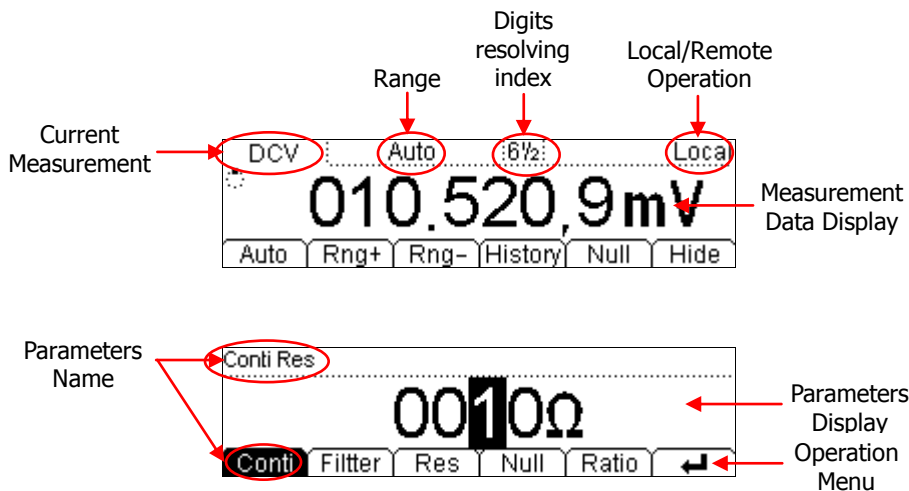 Digits
resolving
index
Local/Remote
Operation
Range
Current
Measurement
DCV Auto 6½ Local
010.520,9 mV
Measurement
Data Display
Auto Rng+ Rng- History Null Hide
Parameters
Name
Conti Res
0010Ω
Parameters
Display
Conti Filtter Res Null Ratio ↵
Operation
Menu